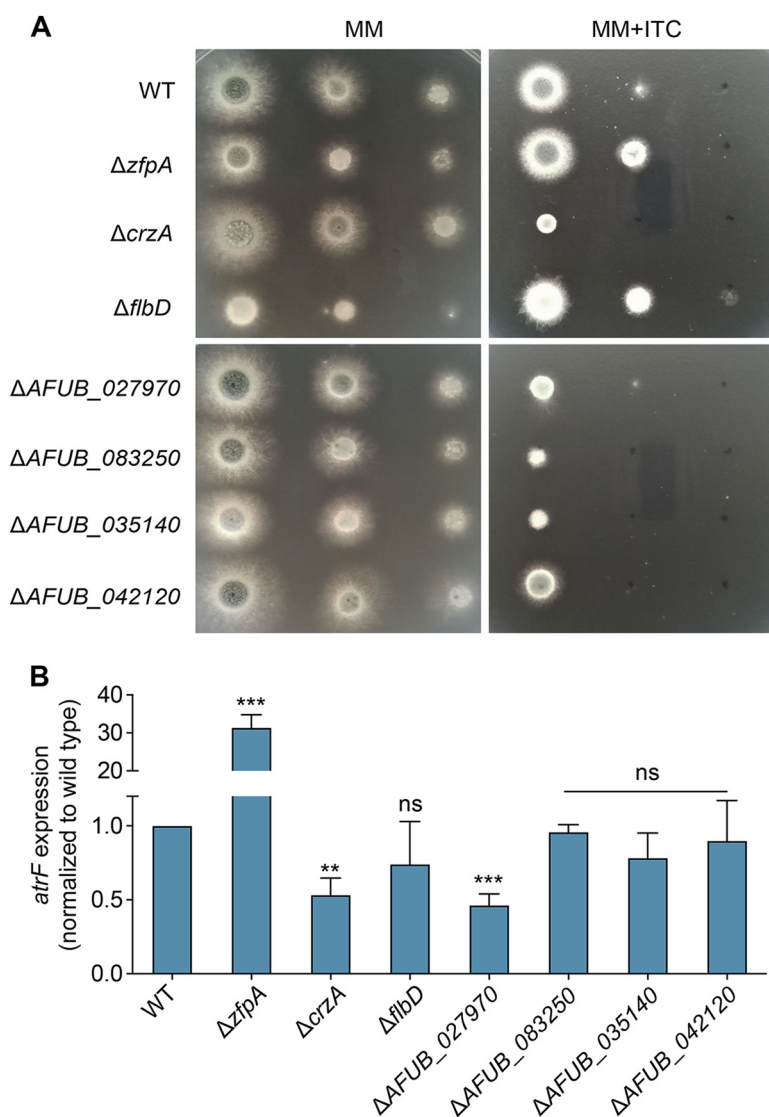 A
MM
MM+ITC
WT
ΔzfpA
ΔcrzA
ΔflbD
ΔAFUB_027970
ΔAFUB_083250
ΔAFUB_035140
ΔAFUB_042120
B
atrF expression
(normalized to wild type)
40
30
20
1.0
0.5
0.0
***
**
ns
***
ns
WT
ΔzfpA
ΔcrzA
ΔflbD
ΔAFUB_027970
ΔAFUB_083250
ΔAFUB_035140
ΔAFUB_042120